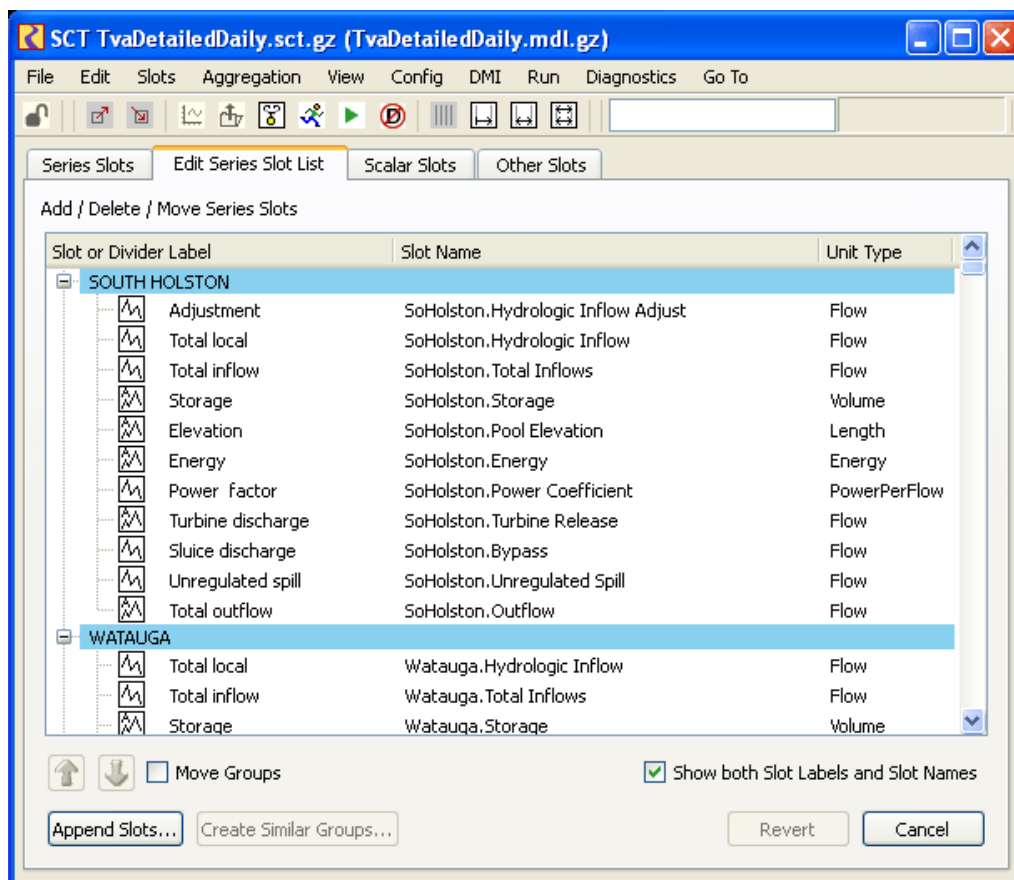 SCT TvaDetailedDaily.sct.gz (TvaDetailedDaily.mdl.gz)
File Edit Slots Aggregation View Config DMI Run Diagnostics Go To
Series Slots Edit Series Slot List Scalar Slots Other Slots
Add / Delete / Move Series Slots
Slot or Divider Label Slot Name Unit Type
SOUTH HOLSTON
Adjustment SoHolston.Hydrologic Inflow Adjust Flow
Total local SoHolston.Hydrologic Inflow Flow
Total inflow SoHolston.Total Inflows Flow
Storage SoHolston.Storage Volume
Elevation SoHolston.Pool Elevation Length
Energy SoHolston.Energy Energy
Power factor SoHolston.Power Coefficient PowerPerFlow
Turbine discharge SoHolston.Turbine Release Flow
Sluice discharge SoHolston.Bypass Flow
Unregulated spill SoHolston.Unregulated Spill Flow
Total outflow SoHolston.Outflow Flow
WATAUGA
Total local Watauga.Hydrologic Inflow Flow
Total inflow Watauga.Total Inflows Flow
Storage Watauga.Storage Volume
Move Groups Show both Slot Labels and Slot Names
Append Slots... Create Similar Groups... Revert Cancel